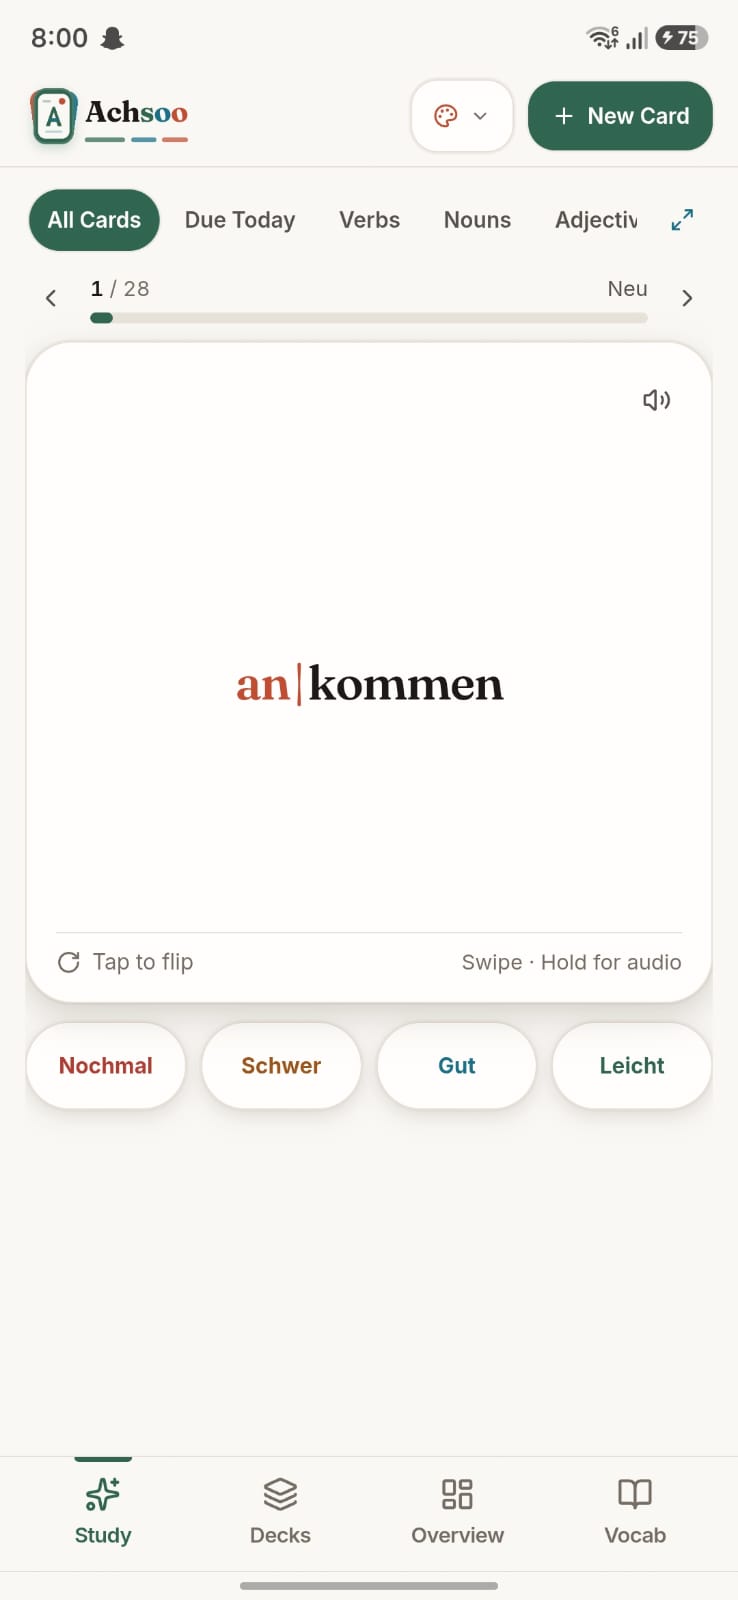 8:00 6 75
A Achsoo + New Card
All Cards Due Today Verbs Nouns Adjectiv
1 / 28 Neu
an|kommen
Tap to flip Swipe · Hold for audio
Nochmal Schwer Gut Leicht
Study Decks Overview Vocab